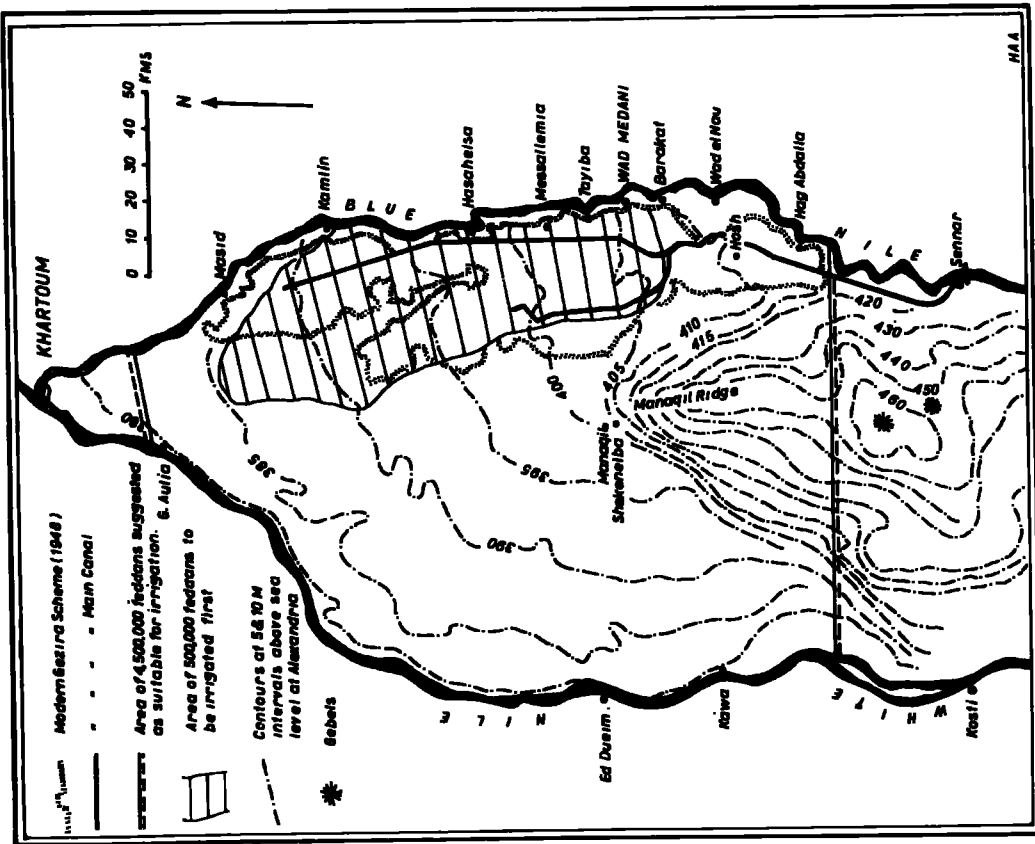 Modern Gezira Scheme (1948)
" " " Main Canal
Area of 4,500,000 feddans suggested
as suitable for irrigation.
Area of 500,000 feddans to
be irrigated first
Contours at 5 & 10 M
intervals above sea
level at Alexandria
Gebels
0 10 20 30 40 50
KMS
N
KHARTOUM
G. Aulia
Masid
Kamlin
BLUE
Hasaheisa
Messallemia
Tayiba
WAD MEDANI
Barakat
Wad el Nau
Hosh
Hag Abdalla
NILE
Sennar
380
385
390
395
400
405
410
415
420
430
440
450
460
Managil
Shekeneiba
Managil Ridge
NILE
Ed Dueim
Kawa
WHITE
Kosti
HAA